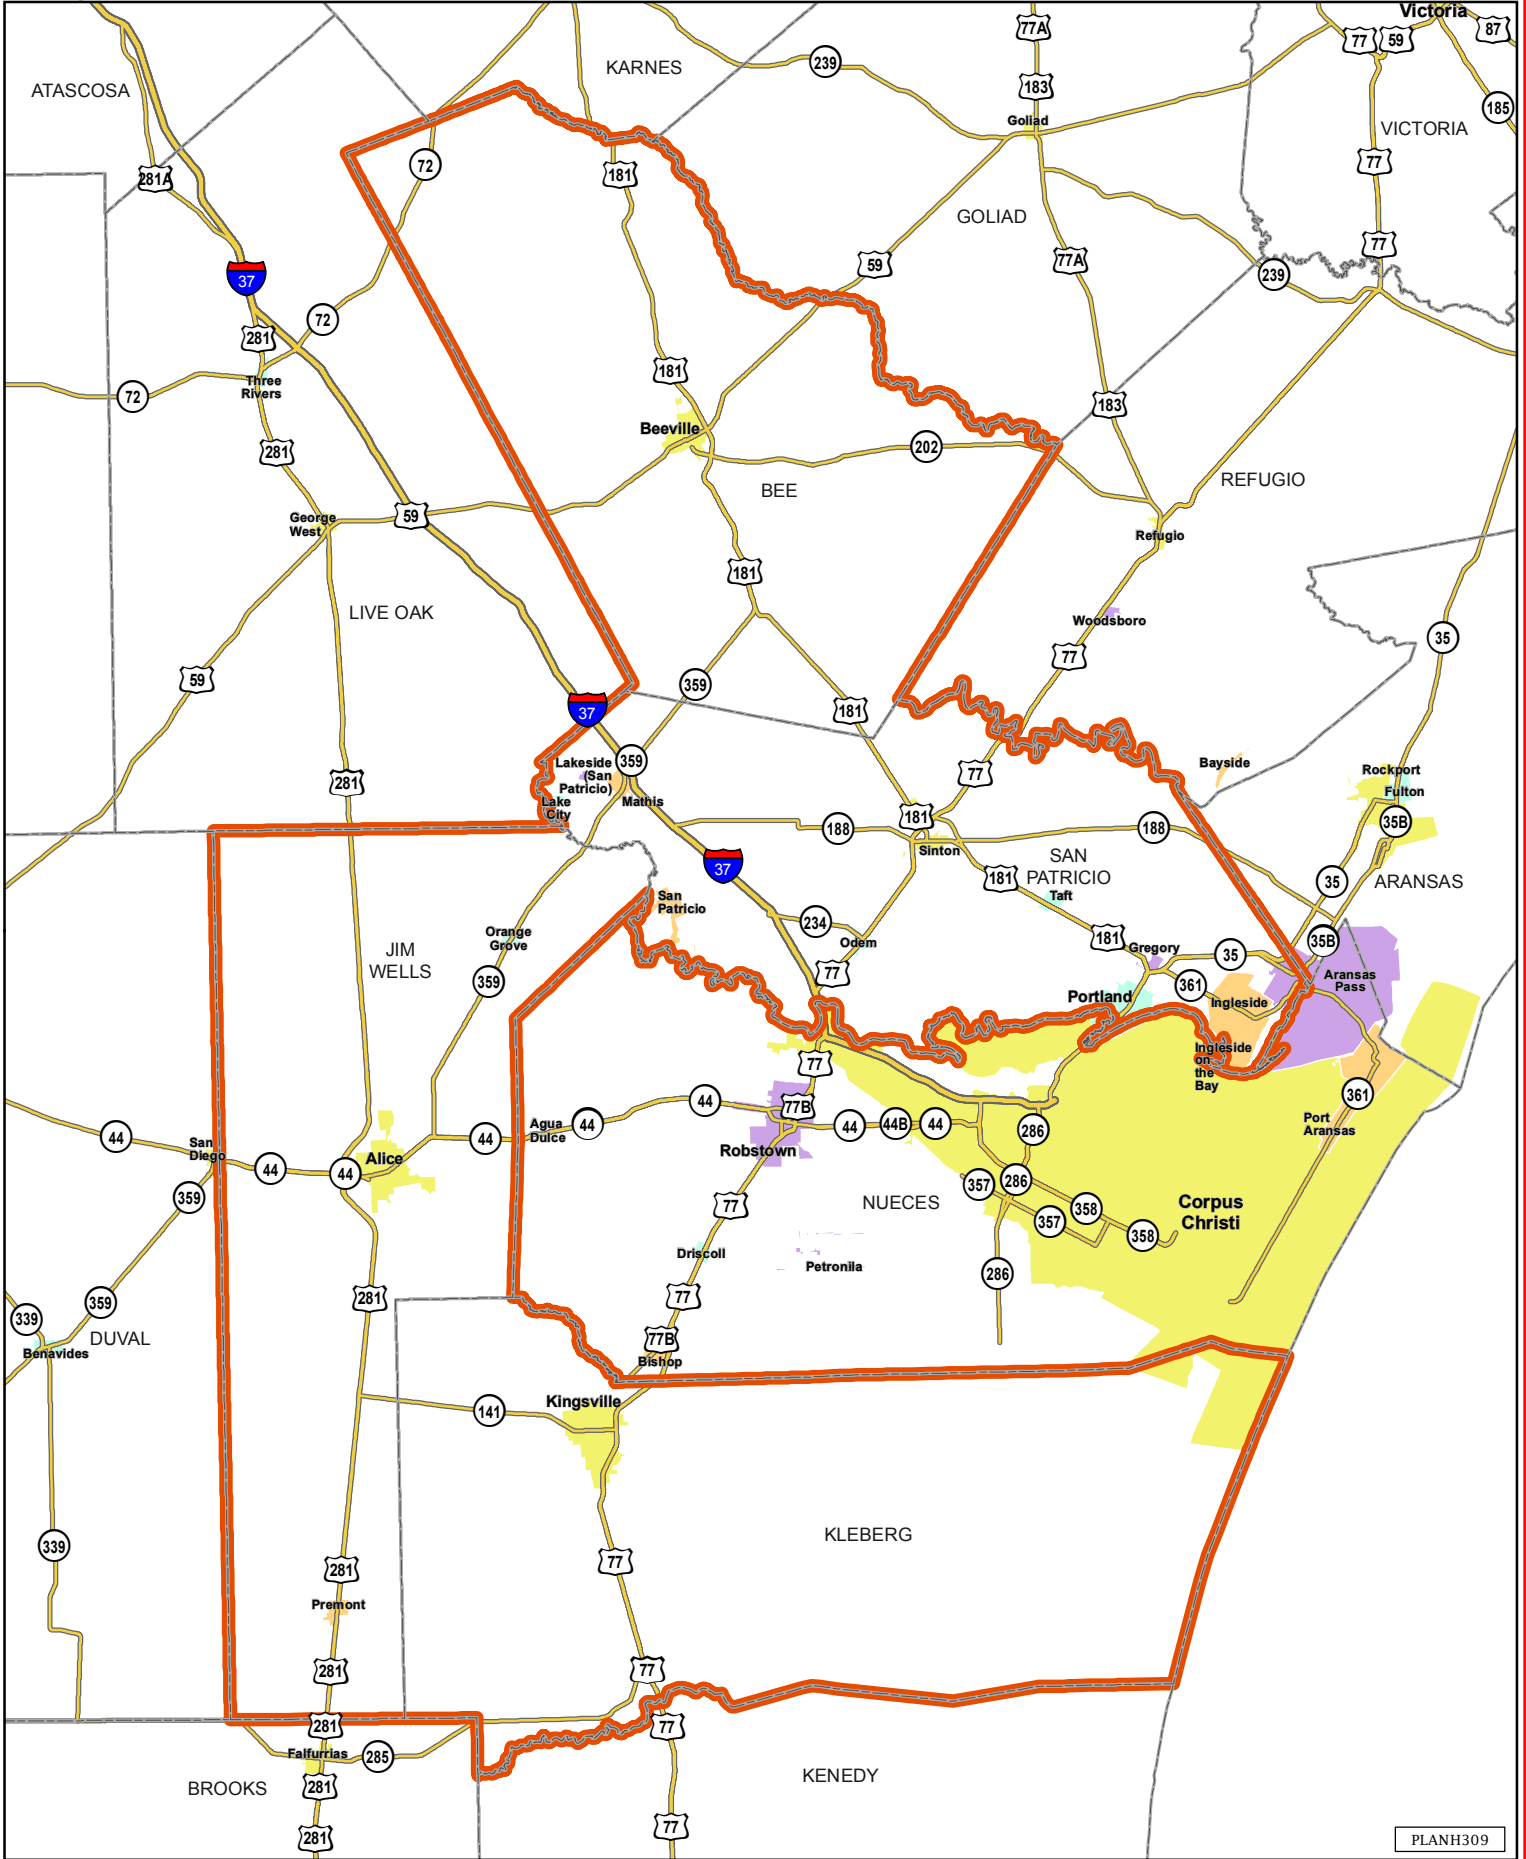 Victoria
87
77
59
77A
KARNES
239
ATASCOSA
183
185
Goliad
VICTORIA
72
77
281A
181
GOLIAD
77
59
77A
37
239
72
281
181
Three
Rivers
72
183
Beeville
202
281
REFUGIO
BEE
59
George
West
Refugio
181
LIVE OAK
Woodsboro
35
77
59
359
181
37
359
Lakeside
(San
Patricio)
Bayside
77
Rockport
281
Fulton
Lake
City
Mathis
181
35B
188
188
Sinton
SAN
PATRICIO
37
181
35
ARANSAS
Taft
San
Patricio
234
Orange
Grove
181
35B
Odem
JIM
WELLS
Gregory
35
77
359
361
Aransas
Pass
Portland
Ingleside
Ingleside
on
the
Bay
77
361
44
77B
Port
Aransas
44
Agua
Dulce
44
44
44
44B
44
286
San
Diego
Robstown
44
44
Alice
286
357
359
77
NUECES
358
Corpus
Christi
357
358
Driscoll
Petronila
286
281
77
359
339
DUVAL
77B
Benavides
Bishop
Kingsville
141
KLEBERG
339
77
281
Premont
281
77
281
77
Falfurrias
285
BROOKS
281
KENEDY
77
281
PLANH309